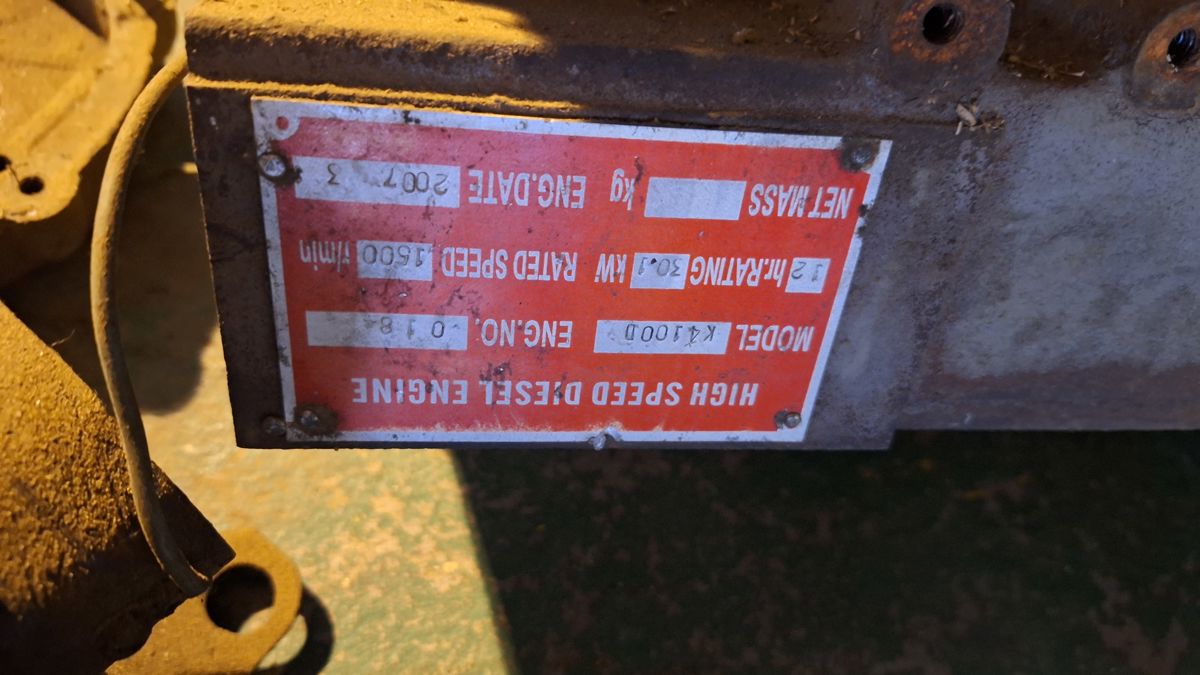 HIGH SPEED DIESEL ENGINE
MODEL K4100D ENG.NO. 018
12 hr.RATING 30.1 kW RATED SPEED 1500 r/min
NET MASS kg ENG.DATE 2007 3